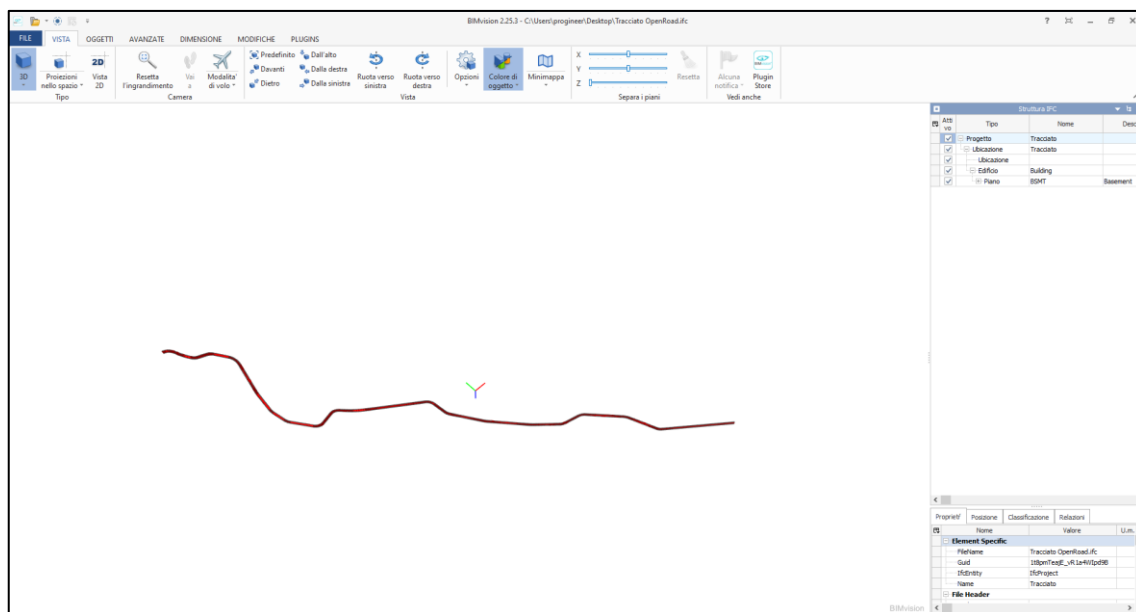 BIMvision 2.25.3 - C:\Users\progineer\Desktop\Tracciato OpenRoad.ifc
FILE VISTA OGGETTI AVANZATE DIMENSIONE MODIFICHE PLUGINS
3D
Proiezioni nello spazio
2D
Vista 2D
Tipo
Resetta l'ingrandimento
Vai a
Modalita' di volo
Camera
Predefinito
Davanti
Dietro
Dall'alto
Dalla destra
Dalla sinistra
Ruota verso sinistra
Ruota verso destra
Opzioni
Colore di oggetto
Minimappa
Vista
X
Y
Z
Resetta
Separa i piani
Alcuna notifica
Plugin Store
Vedi anche
Struttura IFC
Atti vo Tipo Nome Desc
Progetto Tracciato
Ubicazione Tracciato
Ubicazione
Edificio Building
Piano BSMT Basement
Posizione Classificazione Relazioni
Nome Valore U.m.
Element Specific
FileName Tracciato OpenRoad.ifc
Guid
IfcEntity IfcProject
Name Tracciato
File Header
BIMvision